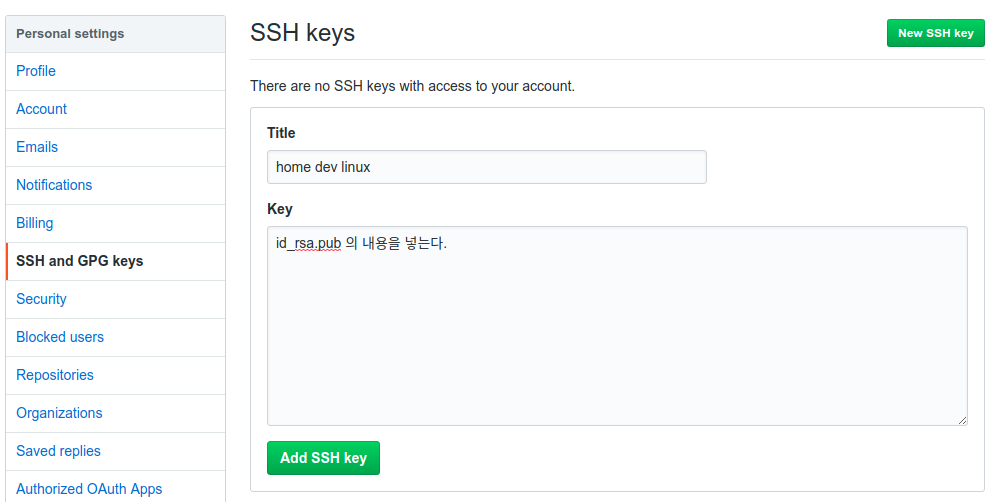 Personal settings
Profile
Account
Emails
Notifications
Billing
SSH and GPG keys
Security
Blocked users
Repositories
Organizations
Saved replies
Authorized OAuth Apps
SSH keys
New SSH key
There are no SSH keys with access to your account.
Title
home dev linux
Key
id_rsa.pub 의 내용을 넣는다.
Add SSH key